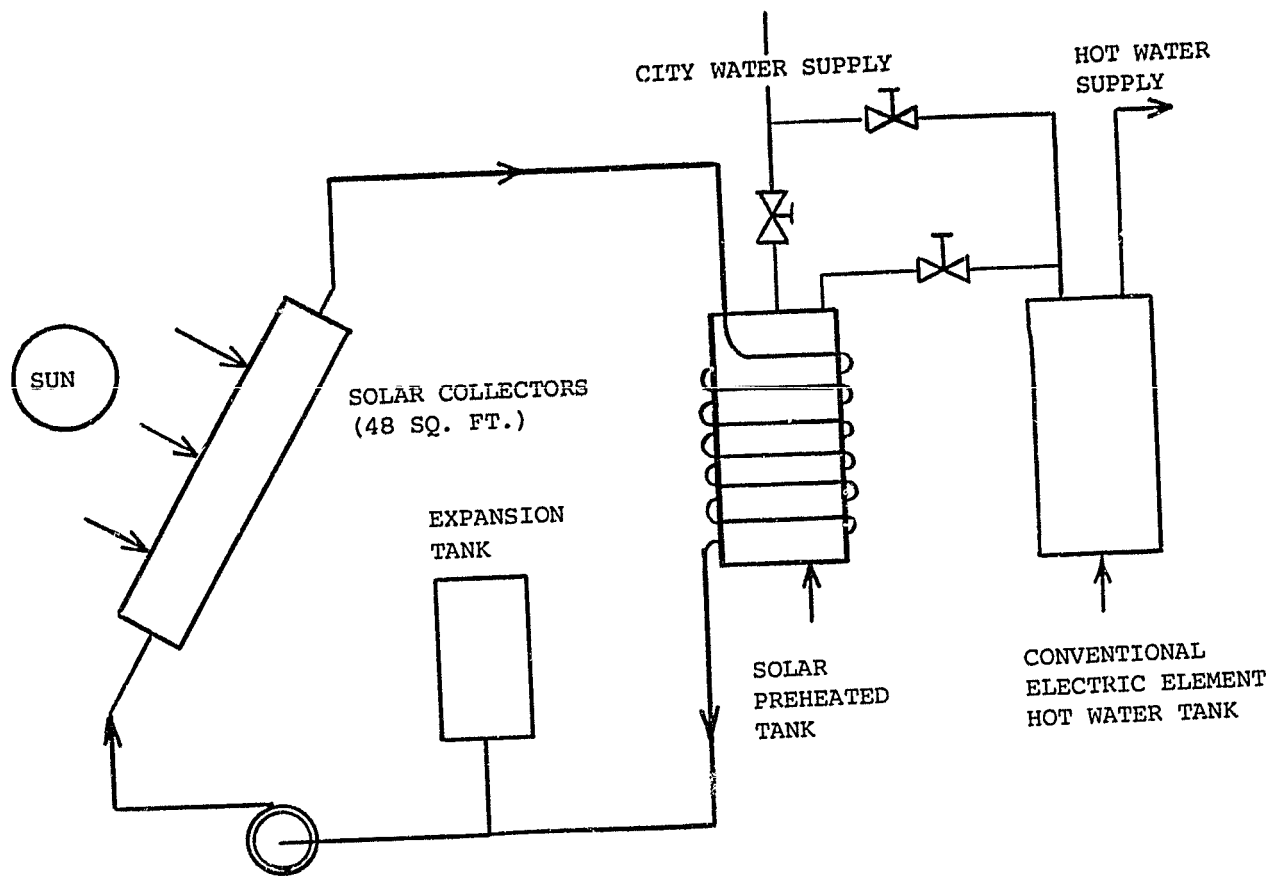 CITY WATER SUPPLY
HOT WATER
SUPPLY
SUN
SOLAR COLLECTORS
(48 SQ. FT.)
EXPANSION
TANK
SOLAR
PREHEATED
TANK
CONVENTIONAL
ELECTRIC ELEMENT
HOT WATER TANK